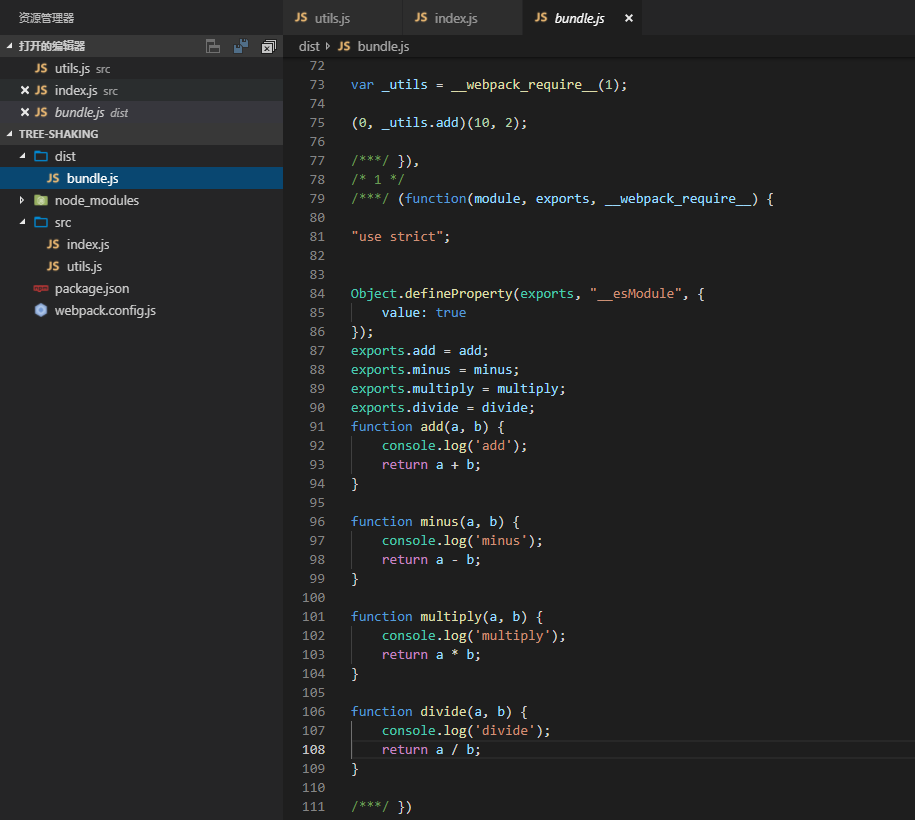 资源管理器
打开的编辑器
JS utils.js src
JS index.js src
JS bundle.js dist
TREE-SHAKING
dist
JS bundle.js
node_modules
src
JS index.js
JS utils.js
package.json
webpack.config.js
JS utils.js JS index.js JS bundle.js
dist JS bundle.js
72
73 var _utils = __webpack_require__(1);
74
75 (0, _utils.add)(10, 2);
76
77 /***/ }),
78 /* 1 */
79 /***/ (function(module, exports, __webpack_require__) {
80
81 "use strict";
82
83
84 Object.defineProperty(exports, "__esModule", {
85     value: true
86 });
87 exports.add = add;
88 exports.minus = minus;
89 exports.multiply = multiply;
90 exports.divide = divide;
91 function add(a, b) {
92     console.log('add');
93     return a + b;
94 }
95
96 function minus(a, b) {
97     console.log('minus');
98     return a - b;
99 }
100
101 function multiply(a, b) {
102     console.log('multiply');
103     return a * b;
104 }
105
106 function divide(a, b) {
107     console.log('divide');
108     return a / b;
109 }
110
111 /***/ })